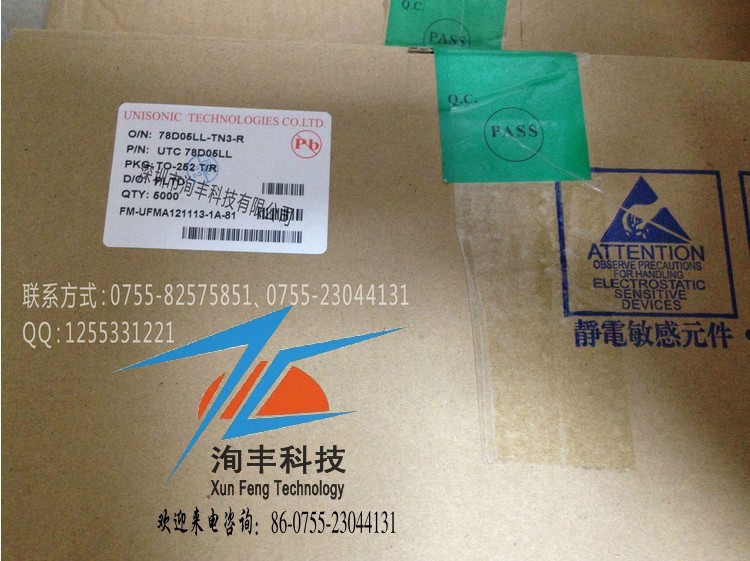 Q.C.
PASS
Q.C.
PASS
UNISONIC TECHNOLOGIES CO.LTD.
O/N: 78D05LL-TN3-R
P/N: UTC 78D05LL
Pb
PKG: TO-252 T/R
D/C:
QTY: 5000
FM-UFMA121113-1A-81
深圳市洵丰科技有限公司
ATTENTION
OBSERVE PRECAUTIONS
FOR HANDLING
ELECTROSTATIC
SENSITIVE
DEVICES
靜電敏感元件
联系方式:0755-82575851、0755-23044131
QQ:1255331221
洵丰科技
Xun Feng Technology
欢迎来电咨询：86-0755-23044131